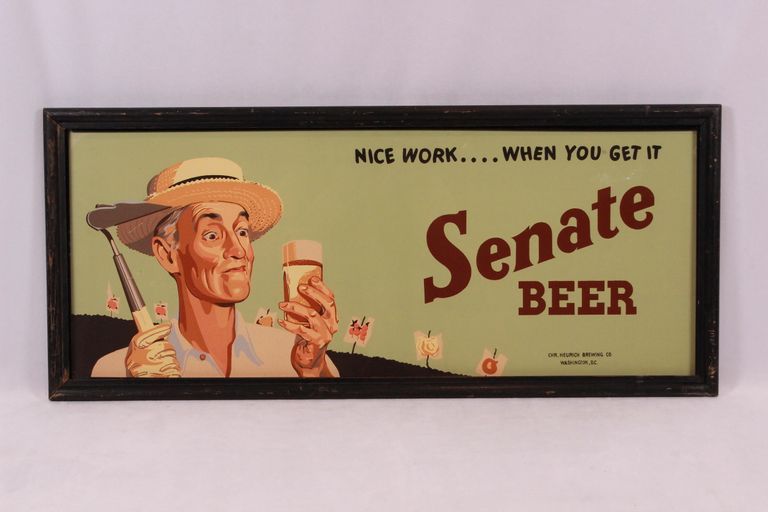 NICE WORK....WHEN YOU GET IT
Senate
BEER
CHR. HEURICH BREWING CO.
WASHINGTON, D.C.